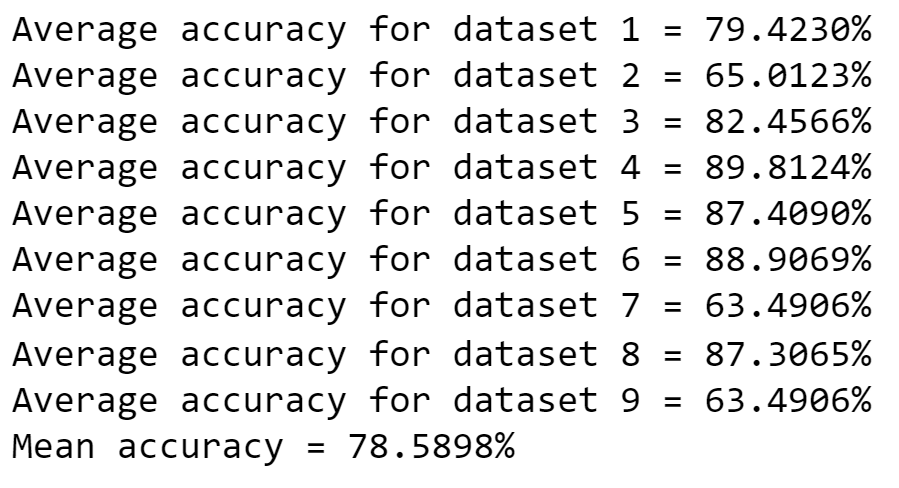 Average accuracy for dataset 1 = 79.4230%
Average accuracy for dataset 2 = 65.0123%
Average accuracy for dataset 3 = 82.4566%
Average accuracy for dataset 4 = 89.8124%
Average accuracy for dataset 5 = 87.4090%
Average accuracy for dataset 6 = 88.9069%
Average accuracy for dataset 7 = 63.4906%
Average accuracy for dataset 8 = 87.3065%
Average accuracy for dataset 9 = 63.4906%
Mean accuracy = 78.5898%